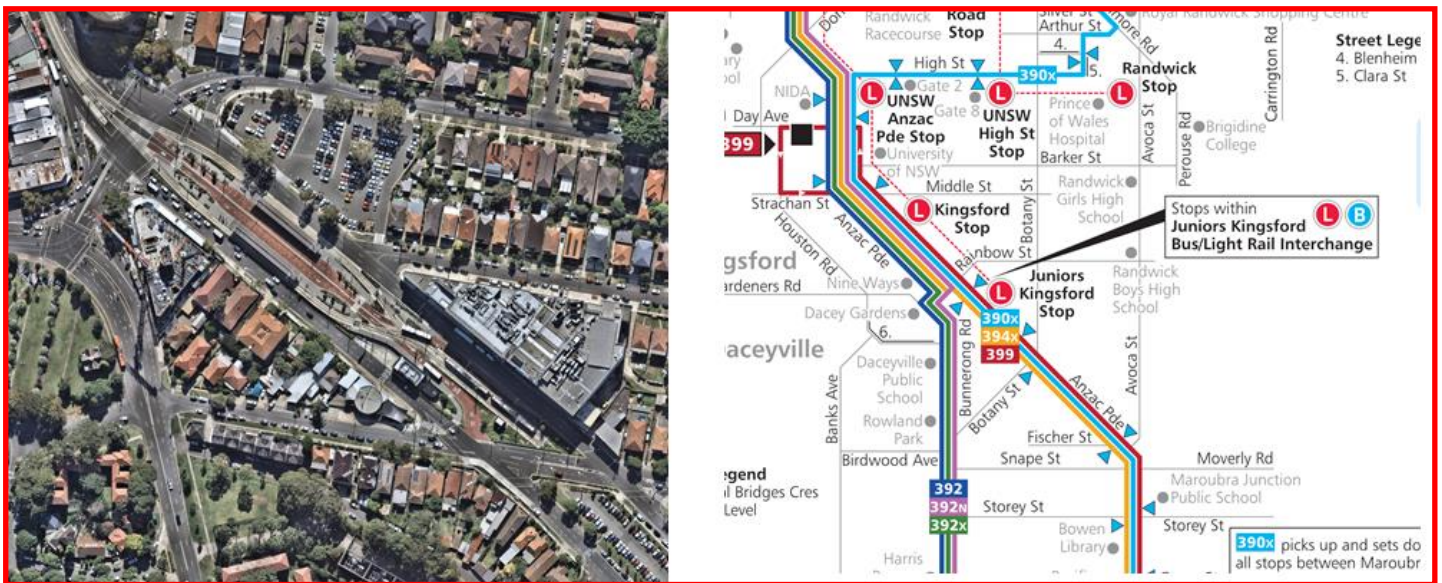 Randwick
Racecourse
Road
Stop
Silver St
Arthur St
Royal Randwick Shopping Centre
4.
5.
Carrington Rd
Street Lege
4. Blenheim
5. Clara St
High St
390x
Randwick
Stop
NIDA
L
Gate 2
UNSW
Anzac
Pde Stop
Gate 8
L
UNSW
High St
Stop
L
Prince
of Wales
Hospital
Avoca St
Perouse Rd
Brigidine
College
Day Ave
399
University
of NSW
Barker St
Middle St
Strachan St
Botany St
Randwick
Girls High
School
L
Kingsford
Stop
Stops within
Juniors Kingsford
Bus/Light Rail Interchange
L
B
Houston Rd
Anzac Pde
gsford
ardeners Rd
Nine Ways
Rainbow St
L
Juniors
Kingsford
Stop
Randwick
Boys High
School
Dacey Gardens
6.
390x
394x
399
aceyville
Daceyville
Public
School
Banks Ave
Bunnerong Rd
Botany St
Anzac Pde
Avoca St
Rowland
Park
Fischer St
Birdwood Ave
Snape St
Moverly Rd
egend
l Bridges Cres
Level
392
392N
392x
Storey St
Maroubra Junction
Public School
Storey St
Bowen
Library
Harris
390x picks up and sets do
all stops between Maroubr